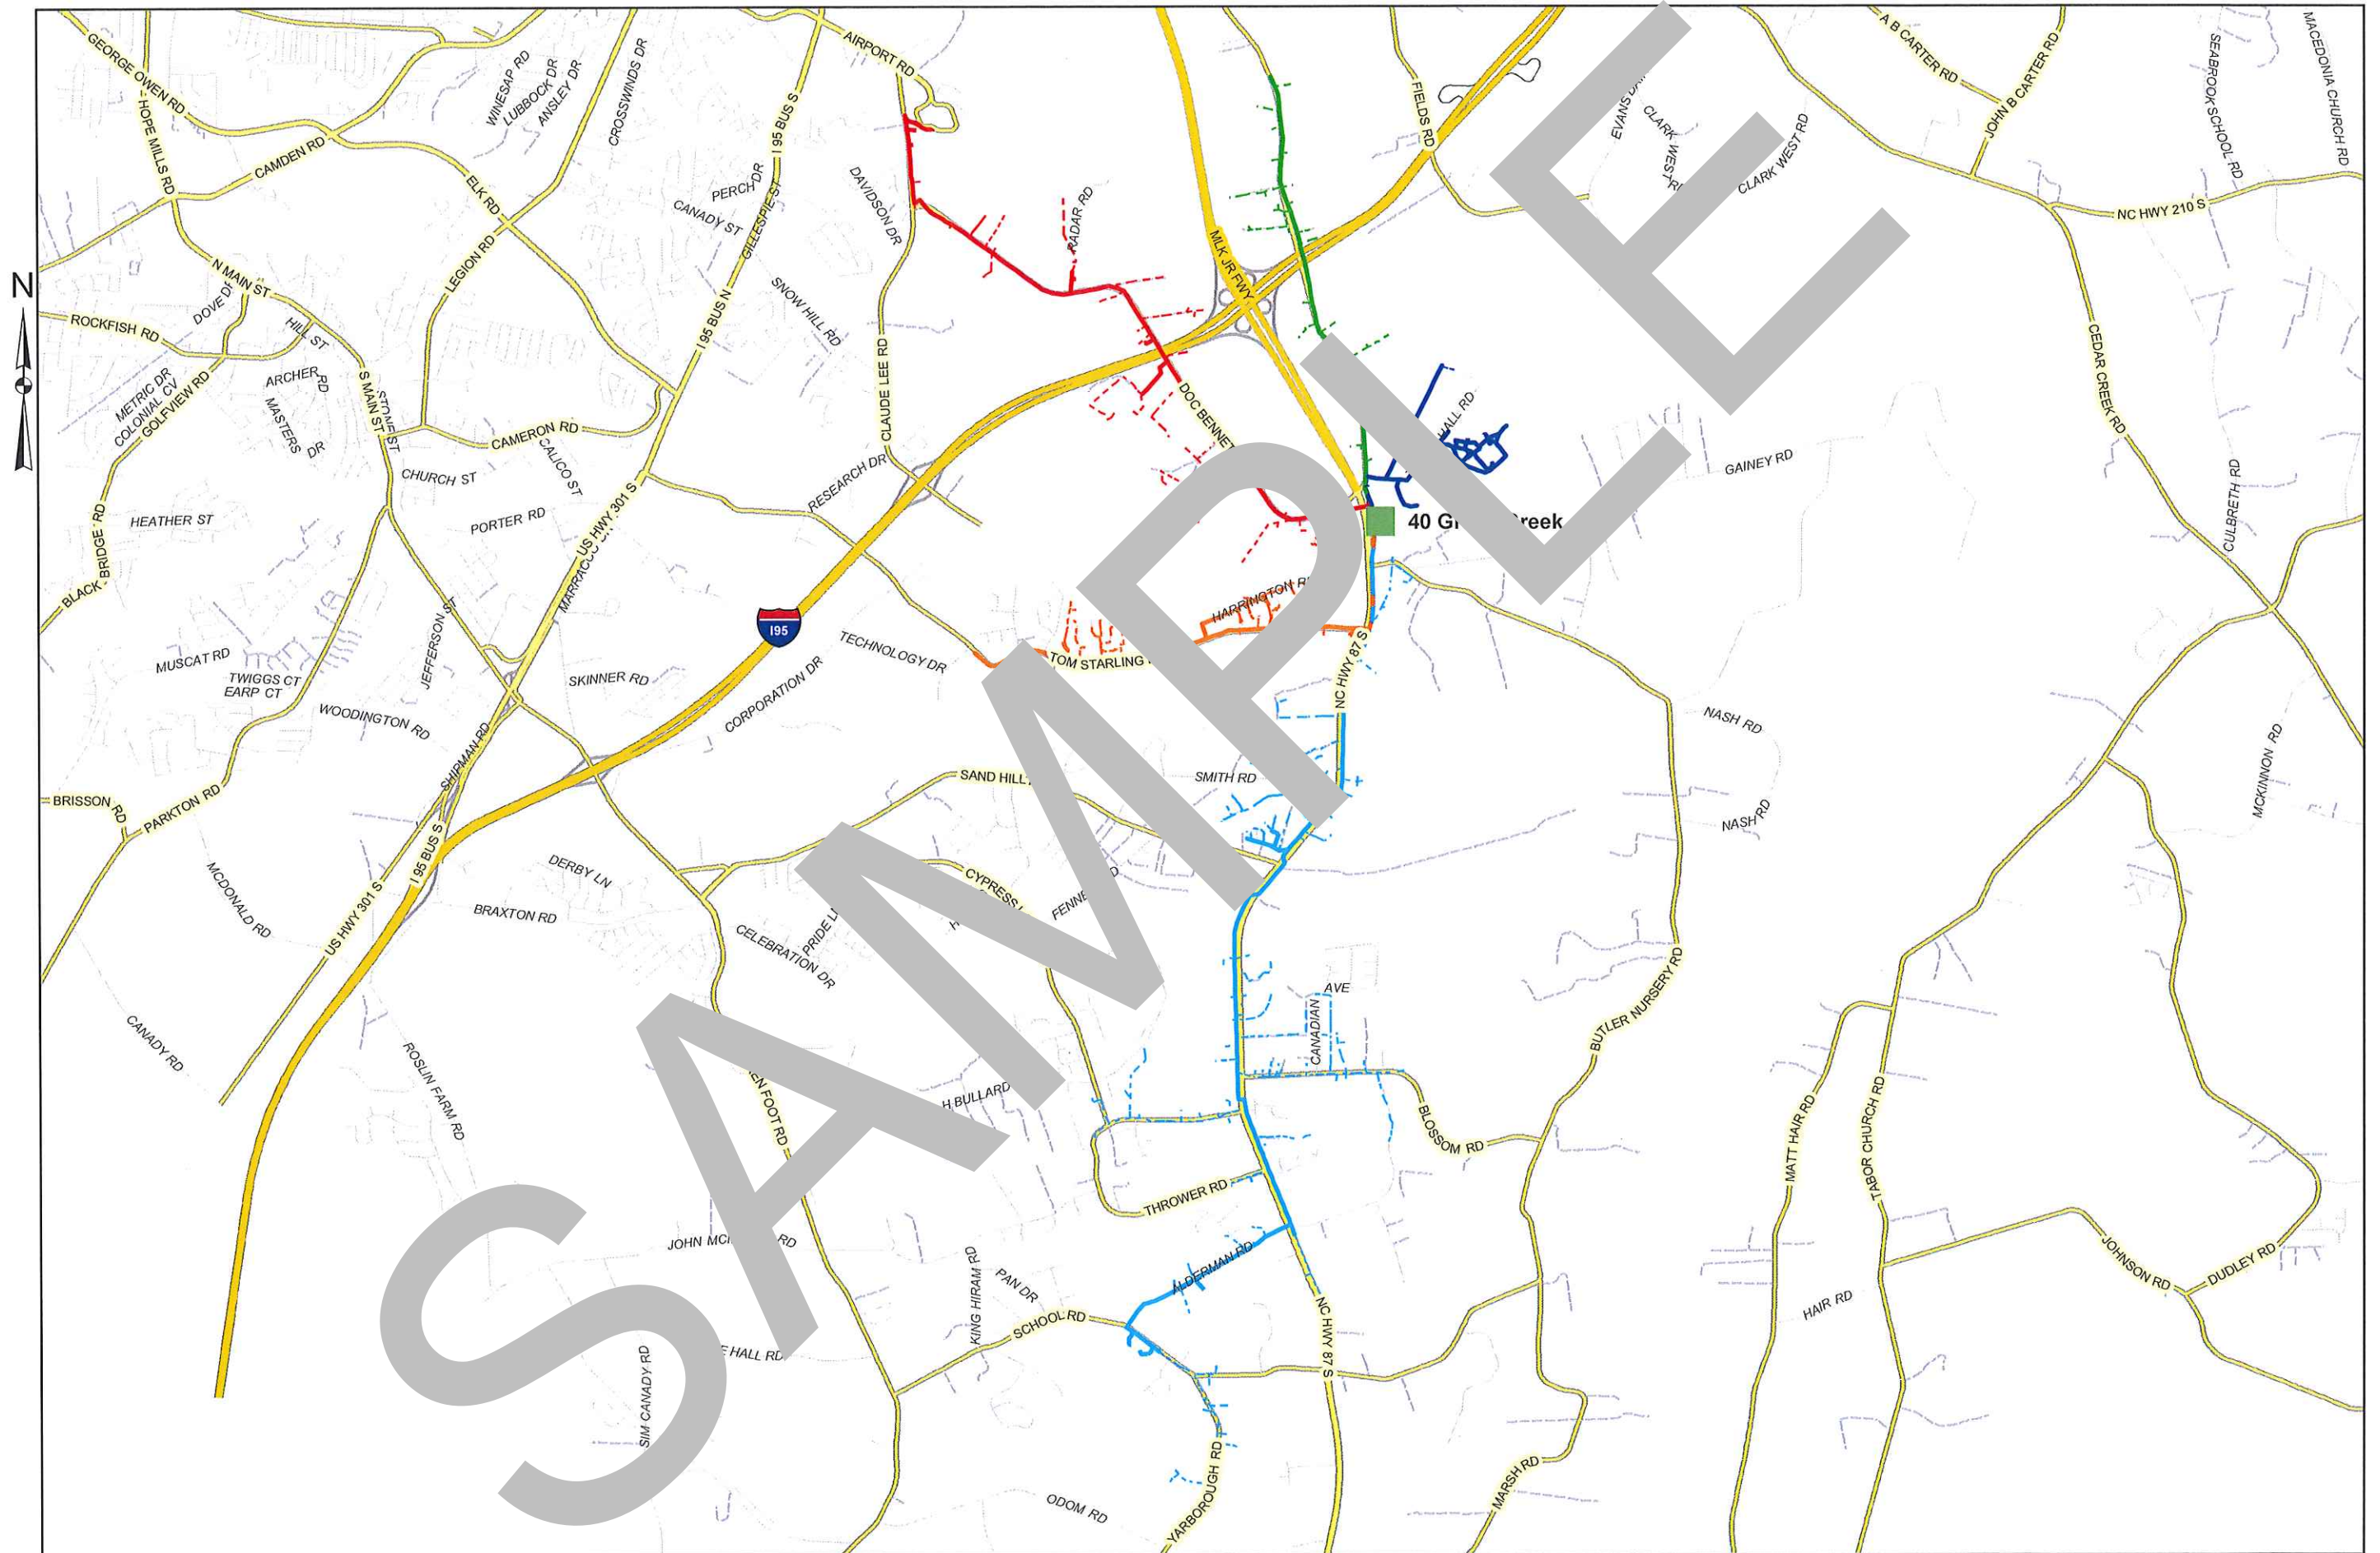 GEORGE OWEN RD
HOPE MILLS RD
CAMDEN RD
WINESAP RD
LUBBOCK DR
ANSLEY DR
CROSSWINDS DR
I 95 BUS S
AIRPORT RD
FIELDS RD
CLARK WEST
CLARK WEST RD
A B CARTER RD
JOHN B CARTER RD
SEABROOK SCHOOL RD
MACEDONIA CHURCH RD
ELK RD
LEGION RD
PERCH DR
CANADY ST
GILLESPIE ST
DAVIDSON DR
RADAR RD
MLK JR FWY
NC HWY 210 S
N
N MAIN ST
DOVE DR
ROCKFISH RD
HILL ST
ARCHER RD
METRIC DR
COLONIAL CV
GOLFVIEW RD
MASTERS DR
S MAIN ST
STONE ST
I 95 BUS N
SNOW HILL RD
CLAUDE LEE RD
DOC BENNET
HALL RD
CEDAR CREEK RD
CAMERON RD
CALICO ST
CHURCH ST
RESEARCH DR
GAINEY RD
CULBRETH RD
HEATHER ST
PORTER RD
US HWY 301 S
BLACK BRIDGE RD
40 Creek
I95
HARRINGTON RD
TOM STARLING
TECHNOLOGY DR
NC HWY 87 S
MUSCAT RD
TWIGGS CT
EARP CT
JEFFERSON ST
SKINNER RD
CORPORATION DR
WOODINGTON RD
SHIPMAN RD
NASH RD
MCKINNON RD
BRISSON RD
PARKTON RD
SAND HILL
SMITH RD
NASH RD
I 95 BUS S
DERBY LN
CYPRESS
MCDONALD RD
US HWY 301 S
BRAXTON RD
CELEBRATION DR
AVE
CANADIAN
BUTLER NURSERY RD
CANADY RD
ROSLIN FARM RD
FOOT RD
H BULLARD
BLOSSOM RD
MATT HAIR RD
TABOR CHURCH RD
THROWER RD
ALDERMAN RD
JOHN RD
KING HIRAM RD
PAN DR
SCHOOL RD
HALL RD
SIM CANADY RD
NC HWY 87 S
HAIR RD
JOHNSON RD
DUDLEY RD
YARBOROUGH RD
ODOM RD
MARSH RD
SAMPLE